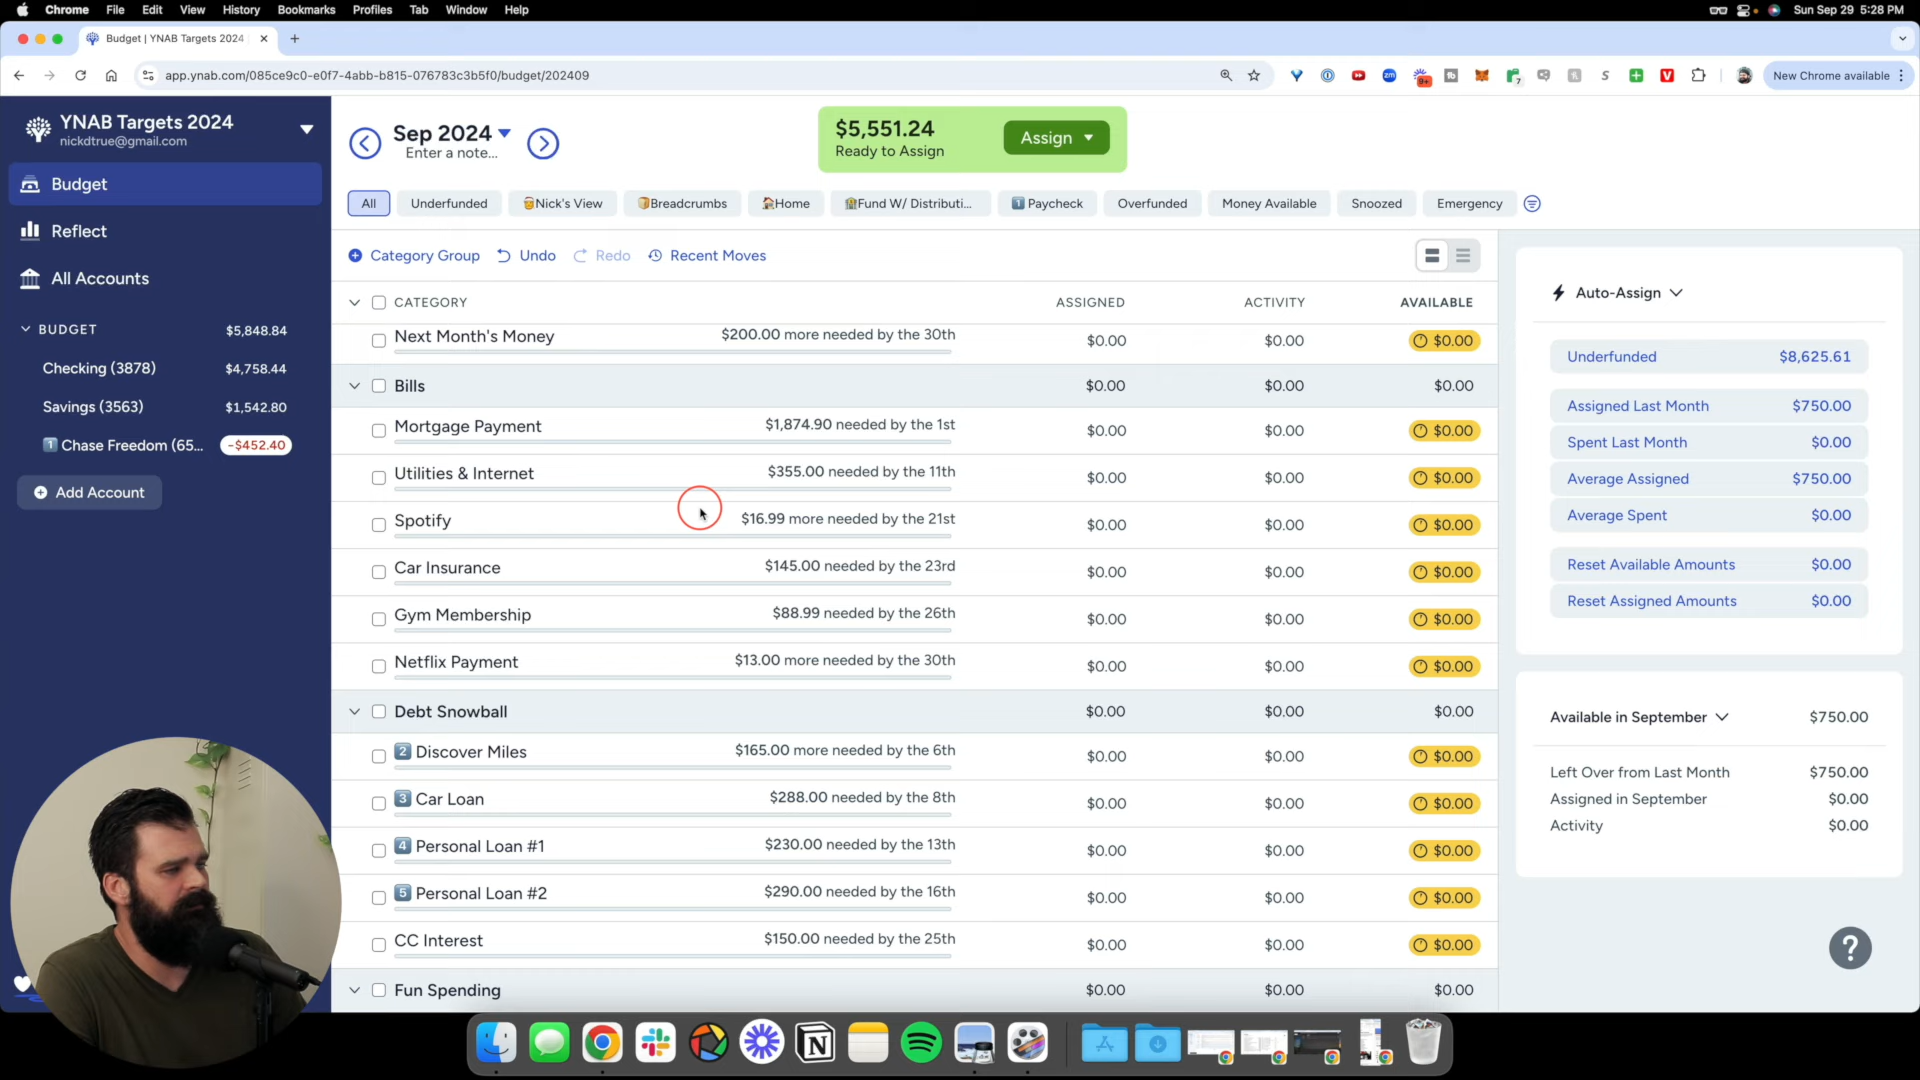 Chrome File Edit View History Bookmarks Profiles Tab Window Help Sun Sep 29 5:28 PM
Budget | YNAB Targets 2024
app.ynab.com/085ce9c0-e0f7-4abb-b815-076783c3b5f0/budget/202409
9+
7
New Chrome available
YNAB Targets 2024
nickdtrue@gmail.com
Budget
Reflect
All Accounts
BUDGET $5,848.84
Checking (3878) $4,758.44
Savings (3563) $1,542.80
1 Chase Freedom (65... -$452.40
Add Account
Sep 2024
Enter a note...
$5,551.24
Ready to Assign
Assign
All Underfunded Nick's View Breadcrumbs Home Fund W/ Distributi... 1 Paycheck Overfunded Money Available Snoozed Emergency
Category Group Undo Redo Recent Moves
CATEGORY ASSIGNED ACTIVITY AVAILABLE
Next Month's Money $200.00 more needed by the 30th $0.00 $0.00 $0.00
Bills $0.00 $0.00 $0.00
Mortgage Payment $1,874.90 needed by the 1st $0.00 $0.00 $0.00
Utilities & Internet $355.00 needed by the 11th $0.00 $0.00 $0.00
Spotify $16.99 more needed by the 21st $0.00 $0.00 $0.00
Car Insurance $145.00 needed by the 23rd $0.00 $0.00 $0.00
Gym Membership $88.99 needed by the 26th $0.00 $0.00 $0.00
Netflix Payment $13.00 more needed by the 30th $0.00 $0.00 $0.00
Debt Snowball $0.00 $0.00 $0.00
2 Discover Miles $165.00 more needed by the 6th $0.00 $0.00 $0.00
3 Car Loan $288.00 needed by the 8th $0.00 $0.00 $0.00
4 Personal Loan #1 $230.00 needed by the 13th $0.00 $0.00 $0.00
5 Personal Loan #2 $290.00 needed by the 16th $0.00 $0.00 $0.00
CC Interest $150.00 needed by the 25th $0.00 $0.00 $0.00
Fun Spending $0.00 $0.00 $0.00
Auto-Assign
Underfunded $8,625.61
Assigned Last Month $750.00
Spent Last Month $0.00
Average Assigned $750.00
Average Spent $0.00
Reset Available Amounts $0.00
Reset Assigned Amounts $0.00
Available in September $750.00
Left Over from Last Month $750.00
Assigned in September $0.00
Activity $0.00
?